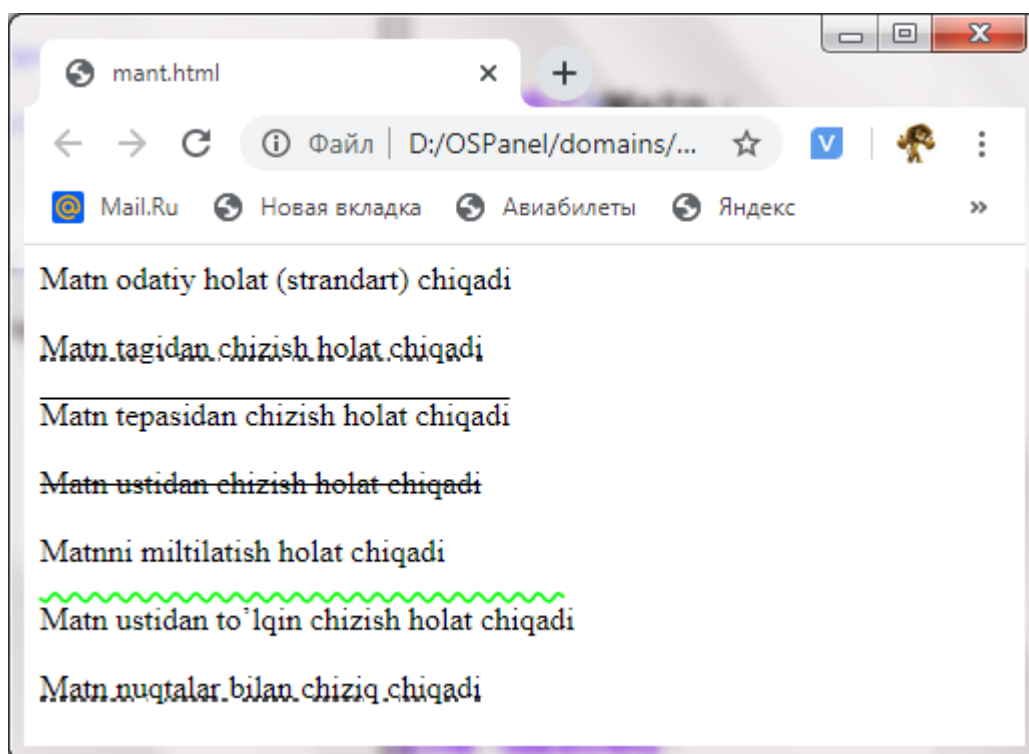 mant.html
Файл D:/OSPanel/domains/...
Mail.Ru Новая вкладка Авиабилеты Яндекс
Matn odatiy holat (strandart) chiqadi
Matn tagidan chizish holat chiqadi
Matn tepasidan chizish holat chiqadi
Matn ustidan chizish holat chiqadi
Matnni miltilatish holat chiqadi
Matn ustidan to’lqin chizish holat chiqadi
Matn nuqtalar bilan chiziq chiqadi